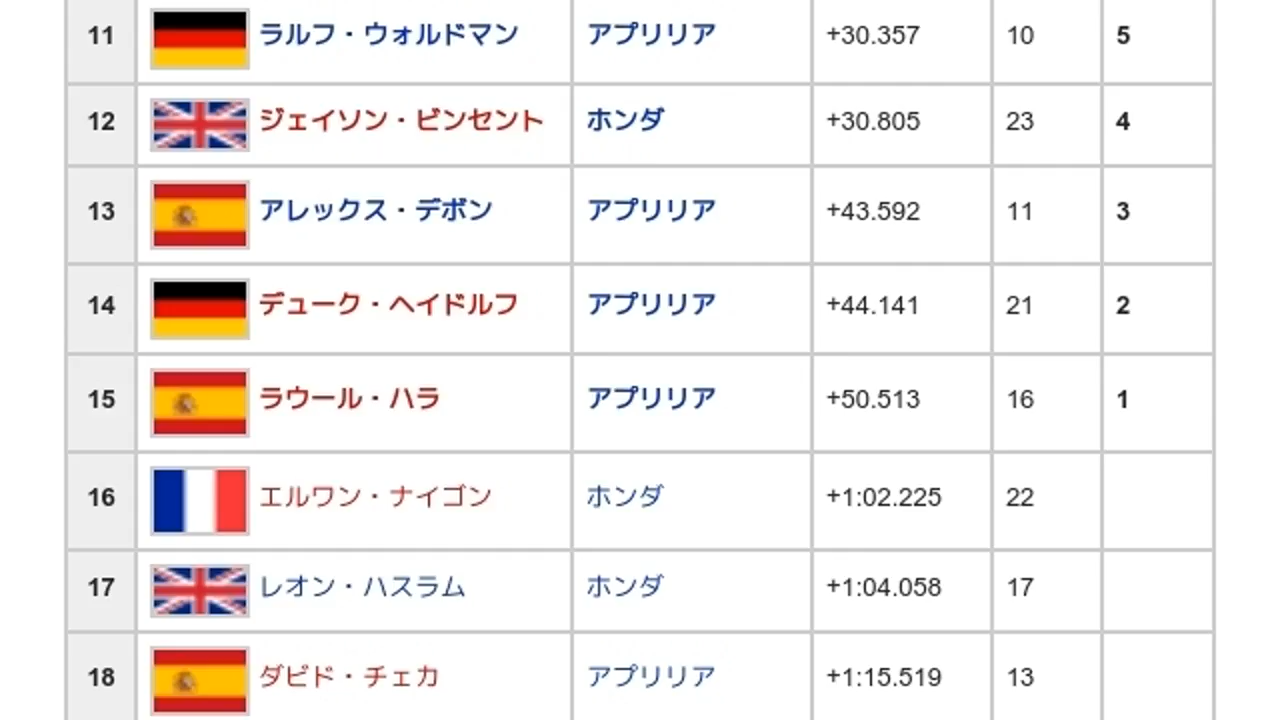 11 ラルフ・ウォルドマン アプリリア +30.357 10 5
12 ジェイソン・ビンセント ホンダ +30.805 23 4
13 アレックス・デボン アプリリア +43.592 11 3
14 デューク・ヘイドルフ アプリリア +44.141 21 2
15 ラウール・ハラ アプリリア +50.513 16 1
16 エルワン・ナイゴン ホンダ +1:02.225 22
17 レオン・ハスラム ホンダ +1:04.058 17
18 ダビド・チェカ アプリリア +1:15.519 13